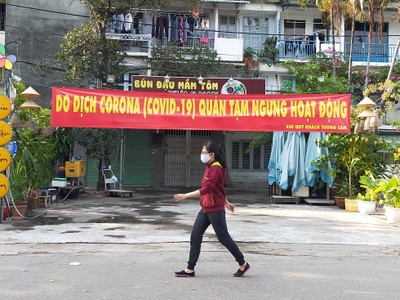 BÚN ĐẬU MẮM TÔM
DO DỊCH CORONA (COVID-19) QUÁN TẠM NGƯNG HOẠT ĐỘNG
XIN QUÝ KHÁCH THÔNG CẢM